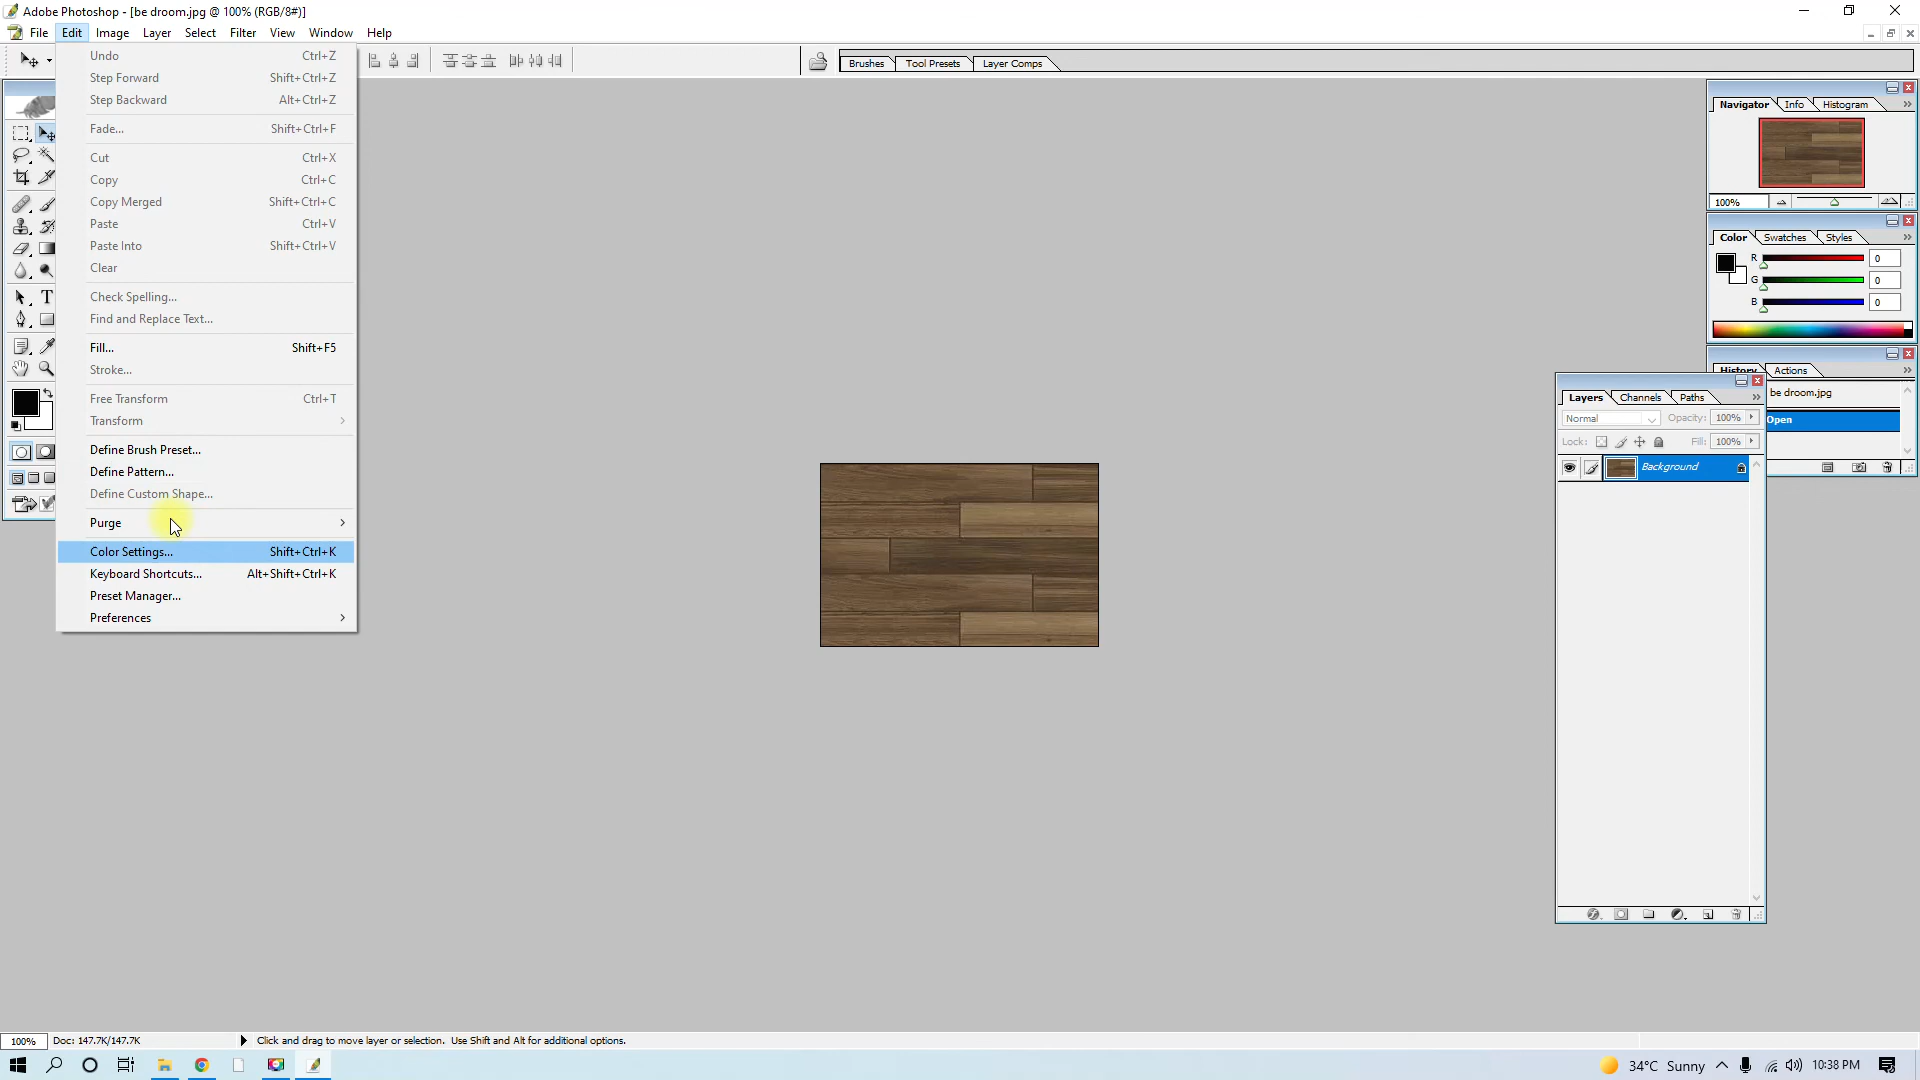 Adobe Photoshop - [be droom.jpg @ 100% (RGB/8#)]
File Edit Image Layer Select Filter View Window Help
Brushes Tool Presets Layer Comps
Undo Ctrl+Z
Step Forward Shift+Ctrl+Z
Step Backward Alt+Ctrl+Z
Fade... Shift+Ctrl+F
Cut Ctrl+X
Copy Ctrl+C
Copy Merged Shift+Ctrl+C
Paste Ctrl+V
Paste Into Shift+Ctrl+V
Clear
Check Spelling...
Find and Replace Text...
Fill... Shift+F5
Stroke...
Free Transform Ctrl+T
Transform
Define Brush Preset...
Define Pattern...
Define Custom Shape...
Purge
Color Settings... Shift+Ctrl+K
Keyboard Shortcuts... Alt+Shift+Ctrl+K
Preset Manager...
Preferences
Navigator Info Histogram
100%
Color Swatches Styles
R 0
G 0
B 0
History Actions
be droom.jpg
Open
Layers Channels Paths
Normal Opacity: 100%
Lock: Fill: 100%
Background
100% Doc: 147.7K/147.7K Click and drag to move layer or selection. Use Shift and Alt for additional options.
34°C Sunny 10:38 PM